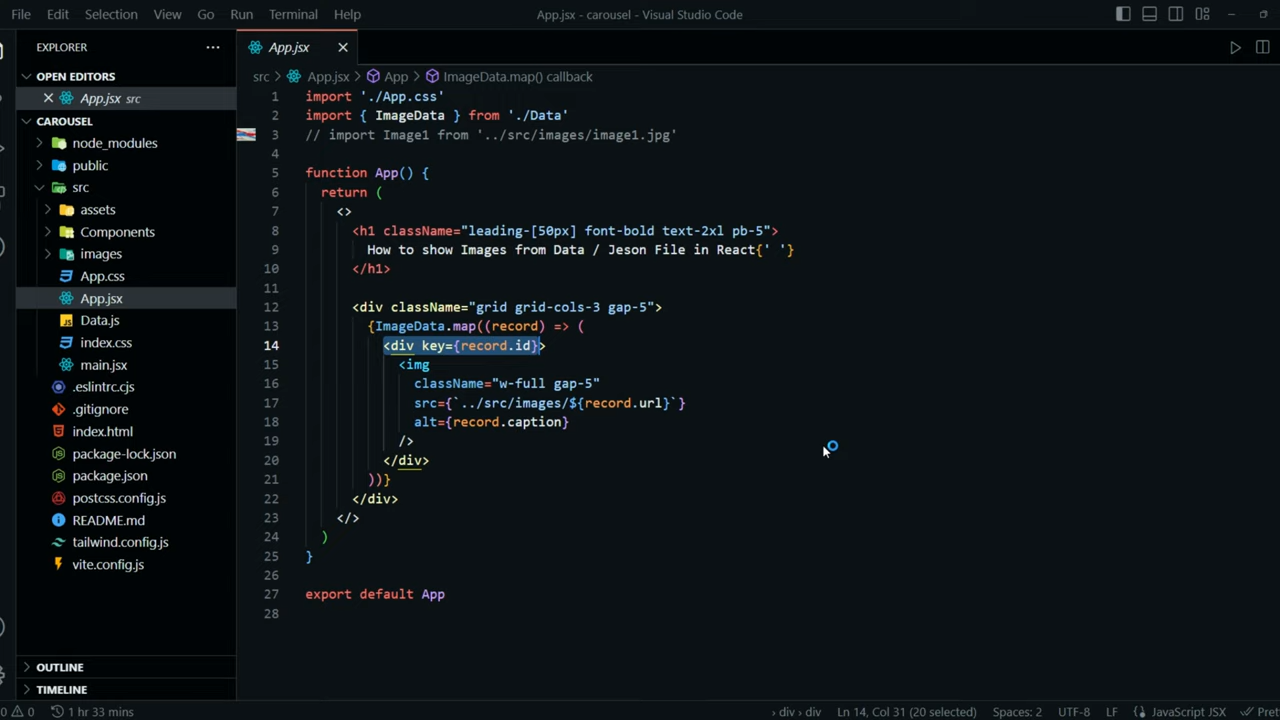 File Edit Selection View Go Run Terminal Help App.jsx - carousel - Visual Studio Code
EXPLORER
OPEN EDITORS
App.jsx src
CAROUSEL
node_modules
public
src
assets
Components
images
App.css
App.jsx
Data.js
index.css
main.jsx
.eslintrc.cjs
.gitignore
index.html
package-lock.json
package.json
postcss.config.js
README.md
tailwind.config.js
vite.config.js
OUTLINE
TIMELINE
App.jsx
src > App.jsx > App > ImageData.map() callback
1 import './App.css'
2 import { ImageData } from './Data'
3 // import Image1 from '../src/images/image1.jpg'
4
5 function App() {
6 return (
7 <>
8 <h1 className="leading-[50px] font-bold text-2xl pb-5">
9 How to show Images from Data / Jeson File in React{' '}
10 </h1>
11
12 <div className="grid grid-cols-3 gap-5">
13 {ImageData.map((record) => (
14 <div key={record.id}>
15 <img
16 className="w-full gap-5"
17 src={`../src/images/${record.url}`}
18 alt={record.caption}
19 />
20 </div>
21 ))}
22 </div>
23 </>
24 )
25 }
26
27 export default App
28
0 0 1 hr 33 mins › div › div Ln 14, Col 31 (20 selected) Spaces: 2 UTF-8 LF JavaScript JSX Pret